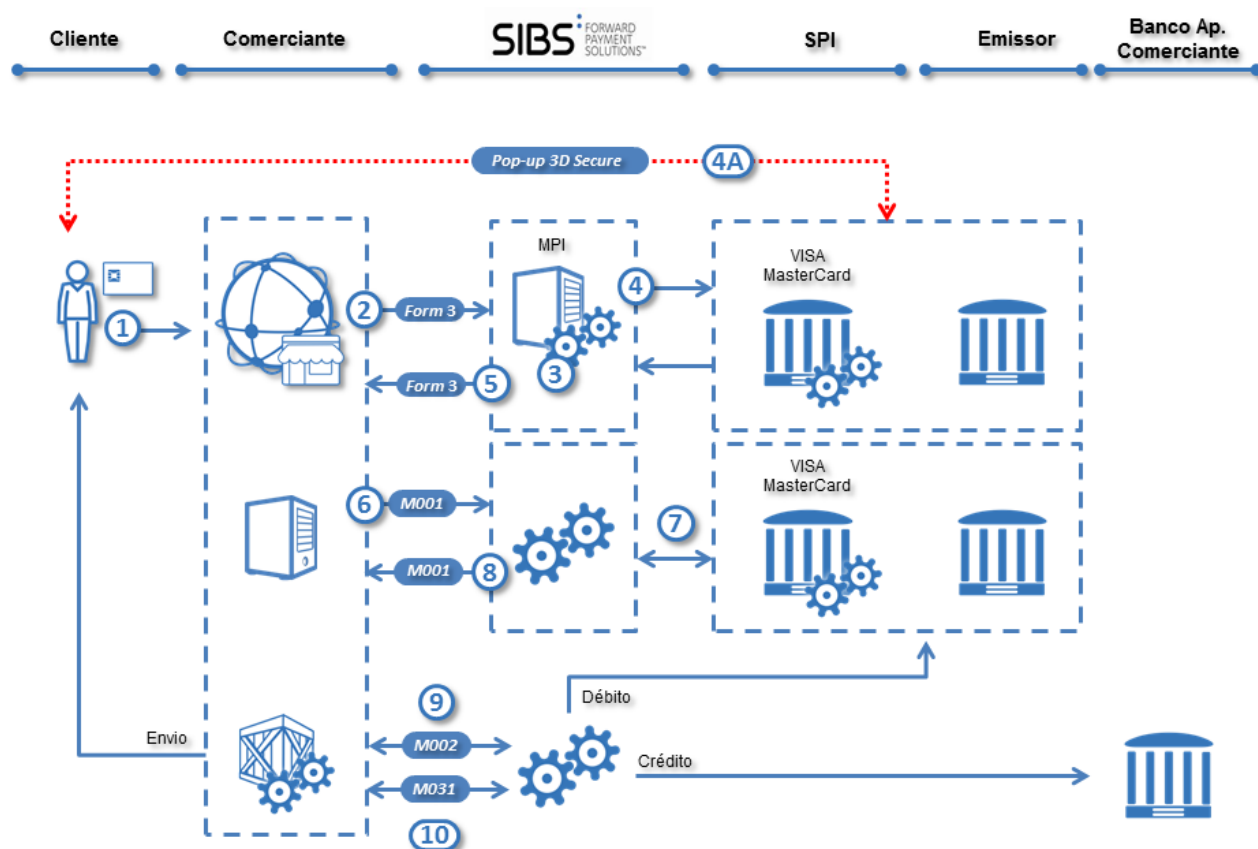 Cliente
Comerciante
SIBS FORWARD
PAYMENT
SOLUTIONS™
SPI
Emissor
Banco Ap.
Comerciante
Pop-up 3D Secure
4A
MPI
VISA
MasterCard
1
2
Form 3
4
3
Form 3
5
VISA
MasterCard
6
M001
7
M001
8
9
Débito
Envio
M002
Crédito
M031
10